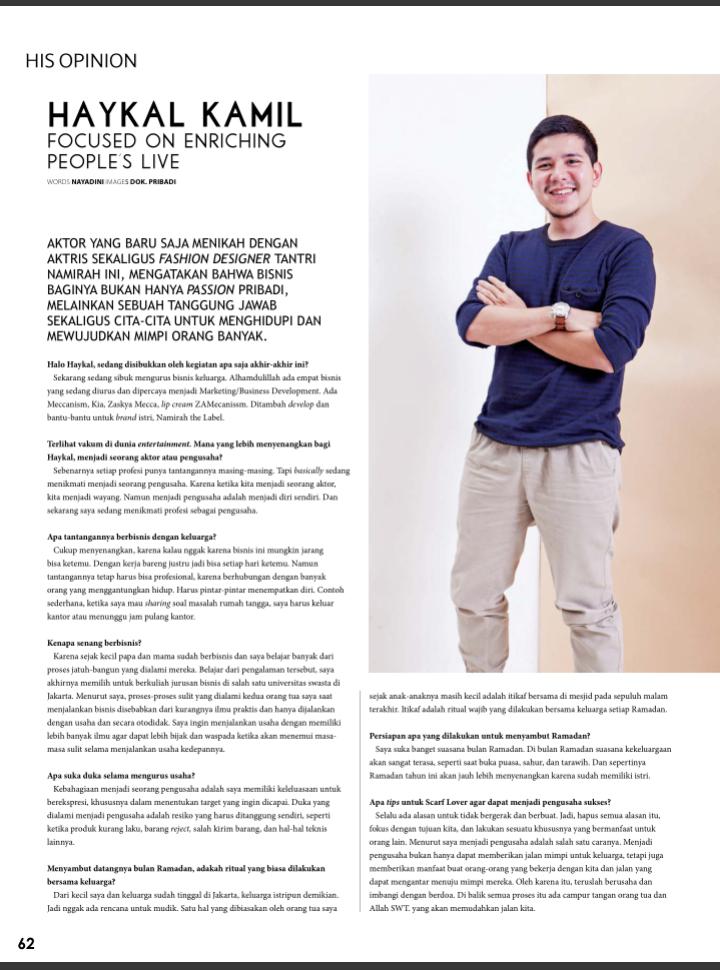 HIS OPINION
HAYKAL KAMIL
FOCUSED ON ENRICHING
PEOPLE'S LIVE
WORDS NAYADINI IMAGES DOK. PRIBADI
AKTOR YANG BARU SAJA MENIKAH DENGAN
AKTRIS SEKALIGUS FASHION DESIGNER TANTRI
NAMIRAH INI, MENGATAKAN BAHWA BISNIS
BAGINYA BUKAN HANYA PASSION PRIBADI,
MELAINKAN SEBUAH TANGGUNG JAWAB
SEKALIGUS CITA-CITA UNTUK MENGHIDUPI DAN
MEWUJUDKAN MIMPI ORANG BANYAK.
Halo Haykal, sedang disibukkan oleh kegiatan apa saja akhir-akhir ini?
Sekarang sedang sibuk mengurus bisnis keluarga. Alhamdulillah ada empat bisnis
yang sedang diurus dan dipercaya menjadi Marketing/Business Development. Ada
Meccanism, Kia, Zaskya Mecca, lip cream ZAMecanissm. Ditambah develop dan
bantu-bantu untuk brand istri, Namirah the Label.
Terlihat vakum di dunia entertainment. Mana yang lebih menyenangkan bagi
Haykal, menjadi seorang aktor atau pengusaha?
Sebenarnya setiap profesi punya tantangannya masing-masing. Tapi basically sedang
menikmati menjadi seorang pengusaha. Karena ketika kita menjadi seorang aktor,
kita menjadi wayang. Namun menjadi pengusaha adalah menjadi diri sendiri. Dan
sekarang saya sedang menikmati profesi sebagai pengusaha.
Apa tantangannya berbisnis dengan keluarga?
Cukup menyenangkan, karena kalau nggak karena bisnis ini mungkin jarang
bisa ketemu. Dengan kerja bareng justru jadi bisa setiap hari ketemu. Namun
tantangannya tetap harus bisa profesional, karena berhubungan dengan banyak
orang yang menggantungkan hidup. Harus pintar-pintar menempatkan diri. Contoh
sederhana, ketika saya mau sharing soal masalah rumah tangga, saya harus keluar
kantor atau menunggu jam pulang kantor.
Kenapa senang berbisnis?
Karena sejak kecil papa dan mama sudah berbisnis dan saya belajar banyak dari
proses jatuh-bangun yang dialami mereka. Belajar dari pengalaman tersebut, saya
akhirnya memilih untuk berkuliah jurusan bisnis di salah satu universitas swasta di
Jakarta. Menurut saya, proses-proses sulit yang dialami kedua orang tua saya saat
menjalankan bisnis disebabkan dari kurangnya ilmu praktis dan hanya dijalankan
dengan usaha dan secara otodidak. Saya ingin menjalankan usaha dengan memiliki
lebih banyak ilmu agar dapat lebih bijak dan waspada ketika akan menemui masa-
masa sulit selama menjalankan usaha kedepannya.
Apa suka duka selama mengurus usaha?
Kebahagiaan menjadi seorang pengusaha adalah saya memiliki keleluasaan untuk
berekspresi, khususnya dalam menentukan target yang ingin dicapai. Duka yang
dialami menjadi pengusaha adalah resiko yang harus ditanggung sendiri, seperti
ketika produk kurang laku, barang reject, salah kirim barang, dan hal-hal teknis
lainnya.
Menyambut datangnya bulan Ramadan, adakah ritual yang biasa dilakukan
bersama keluarga?
Dari kecil saya dan keluarga sudah tinggal di Jakarta, keluarga istripun demikian.
Jadi nggak ada rencana untuk mudik. Satu hal yang dibiasakan oleh orang tua saya
sejak anak-anaknya masih kecil adalah itikaf bersama di mesjid pada sepuluh malam
terakhir. Itikaf adalah ritual wajib yang dilakukan bersama keluarga setiap Ramadan.
Persiapan apa yang dilakukan untuk menyambut Ramadan?
Saya suka banget suasana bulan Ramadan. Di bulan Ramadan suasana kekeluargaan
akan sangat terasa, seperti saat buka puasa, sahur, dan tarawih. Dan sepertinya
Ramadan tahun ini akan jauh lebih menyenangkan karena sudah memiliki istri.
Apa tips untuk Scarf Lover agar dapat menjadi pengusaha sukses?
Selalu ada alasan untuk tidak bergerak dan berbuat. Jadi, hapus semua alasan itu,
fokus dengan tujuan kita, dan lakukan sesuatu khususnya yang bermanfaat untuk
orang lain. Menurut saya menjadi pengusaha adalah salah satu caranya. Menjadi
pengusaha bukan hanya dapat memberikan jalan mimpi untuk keluarga, tetapi juga
memberikan manfaat buat orang-orang yang bekerja dengan kita dan jalan yang
dapat mengantar menuju mimpi mereka. Oleh karena itu, teruslah berusaha dan
imbangi dengan berdoa. Di balik semua proses itu ada campur tangan orang tua dan
Allah SWT. yang akan memudahkan jalan kita.
62